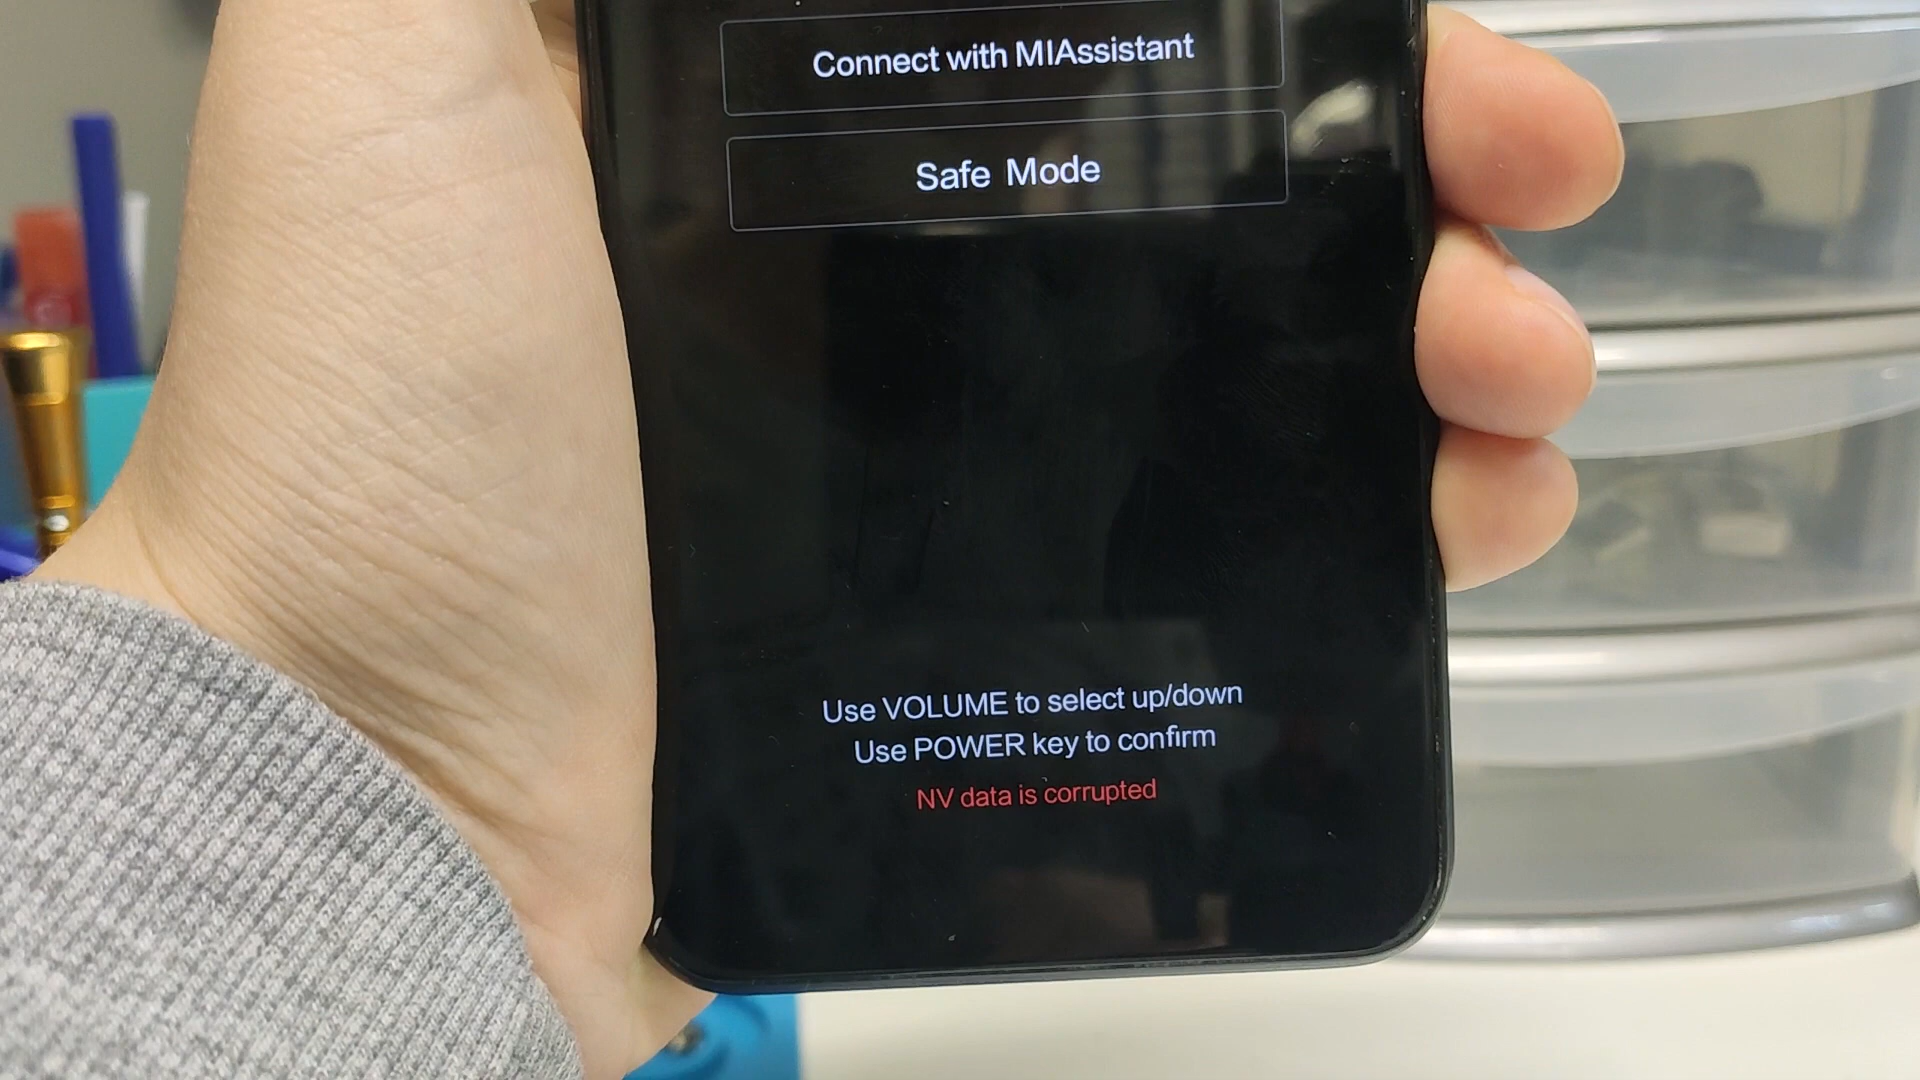 Connect with MIAssistant
Safe Mode
Use VOLUME to select up/down
Use POWER key to confirm
NV data is corrupted